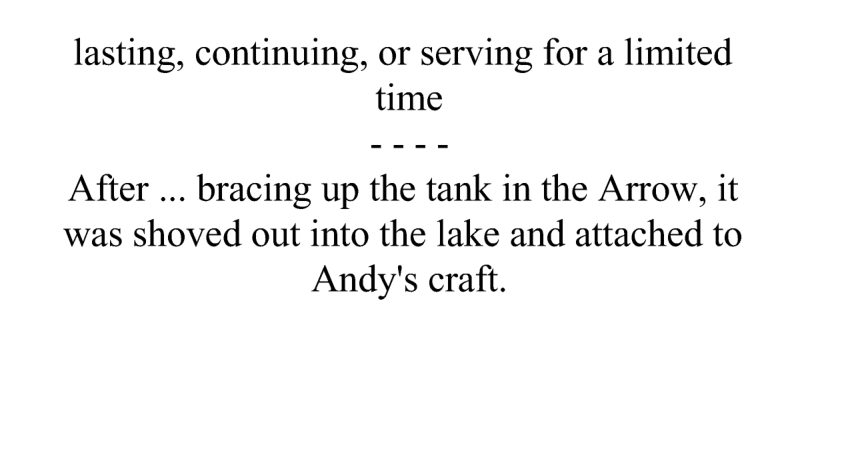 lasting, continuing, or serving for a limited
time
- - - -
After ... bracing up the tank in the Arrow, it
was shoved out into the lake and attached to
Andy's craft.